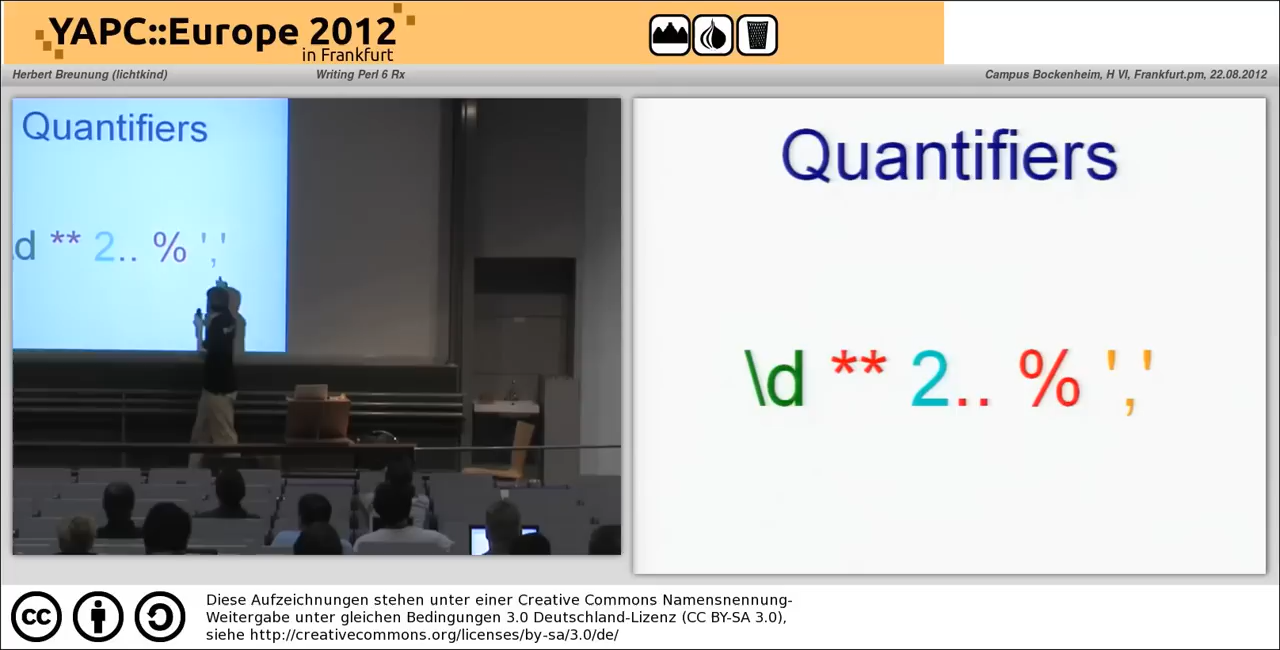 YAPC::Europe 2012
in Frankfurt
Herbert Breunung (lichtkind)
Writing Perl 6 Rx
Campus Bockenheim, H VI, Frankfurt.pm, 22.08.2012
Quantifiers
\d ** 2.. % ','
Quantifiers
\d ** 2.. % ','
cc
Diese Aufzeichnungen stehen unter einer Creative Commons Namensnennung-
Weitergabe unter gleichen Bedingungen 3.0 Deutschland-Lizenz (CC BY-SA 3.0),
siehe http://creativecommons.org/licenses/by-sa/3.0/de/